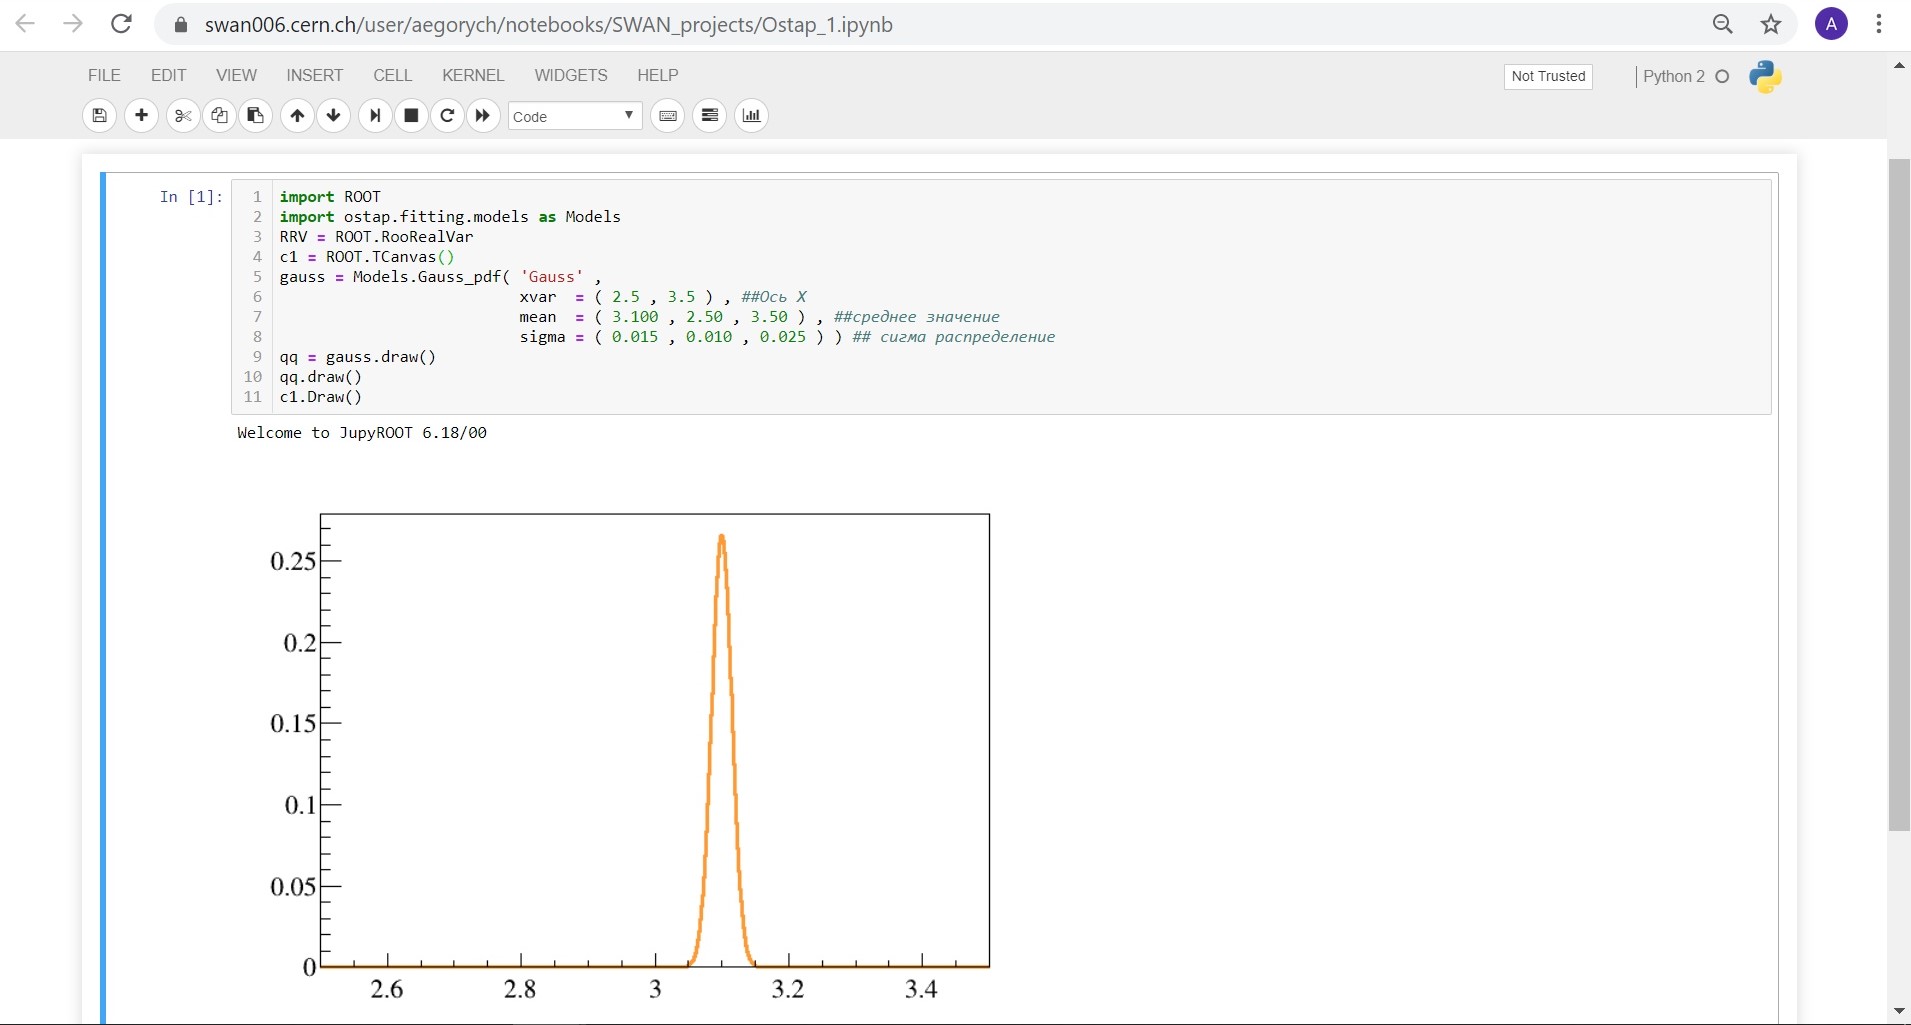 swan006.cern.ch/user/aegorych/notebooks/SWAN_projects/Ostap_1.ipynb
A
FILE EDIT VIEW INSERT CELL KERNEL WIDGETS HELP
Not Trusted
Python 2
Code
In [1]:
1 import ROOT
2 import ostap.fitting.models as Models
3 RRV = ROOT.RooRealVar
4 c1 = ROOT.TCanvas()
5 gauss = Models.Gauss_pdf( 'Gauss' ,
6 xvar = ( 2.5 , 3.5 ) , ##Ось X
7 mean = ( 3.100 , 2.50 , 3.50 ) , ##среднее значение
8 sigma = ( 0.015 , 0.010 , 0.025 ) ) ## сигма распределение
9 qq = gauss.draw()
10 qq.draw()
11 c1.Draw()
Welcome to JupyROOT 6.18/00
0.25
0.2
0.15
0.1
0.05
0
2.6 2.8 3 3.2 3.4